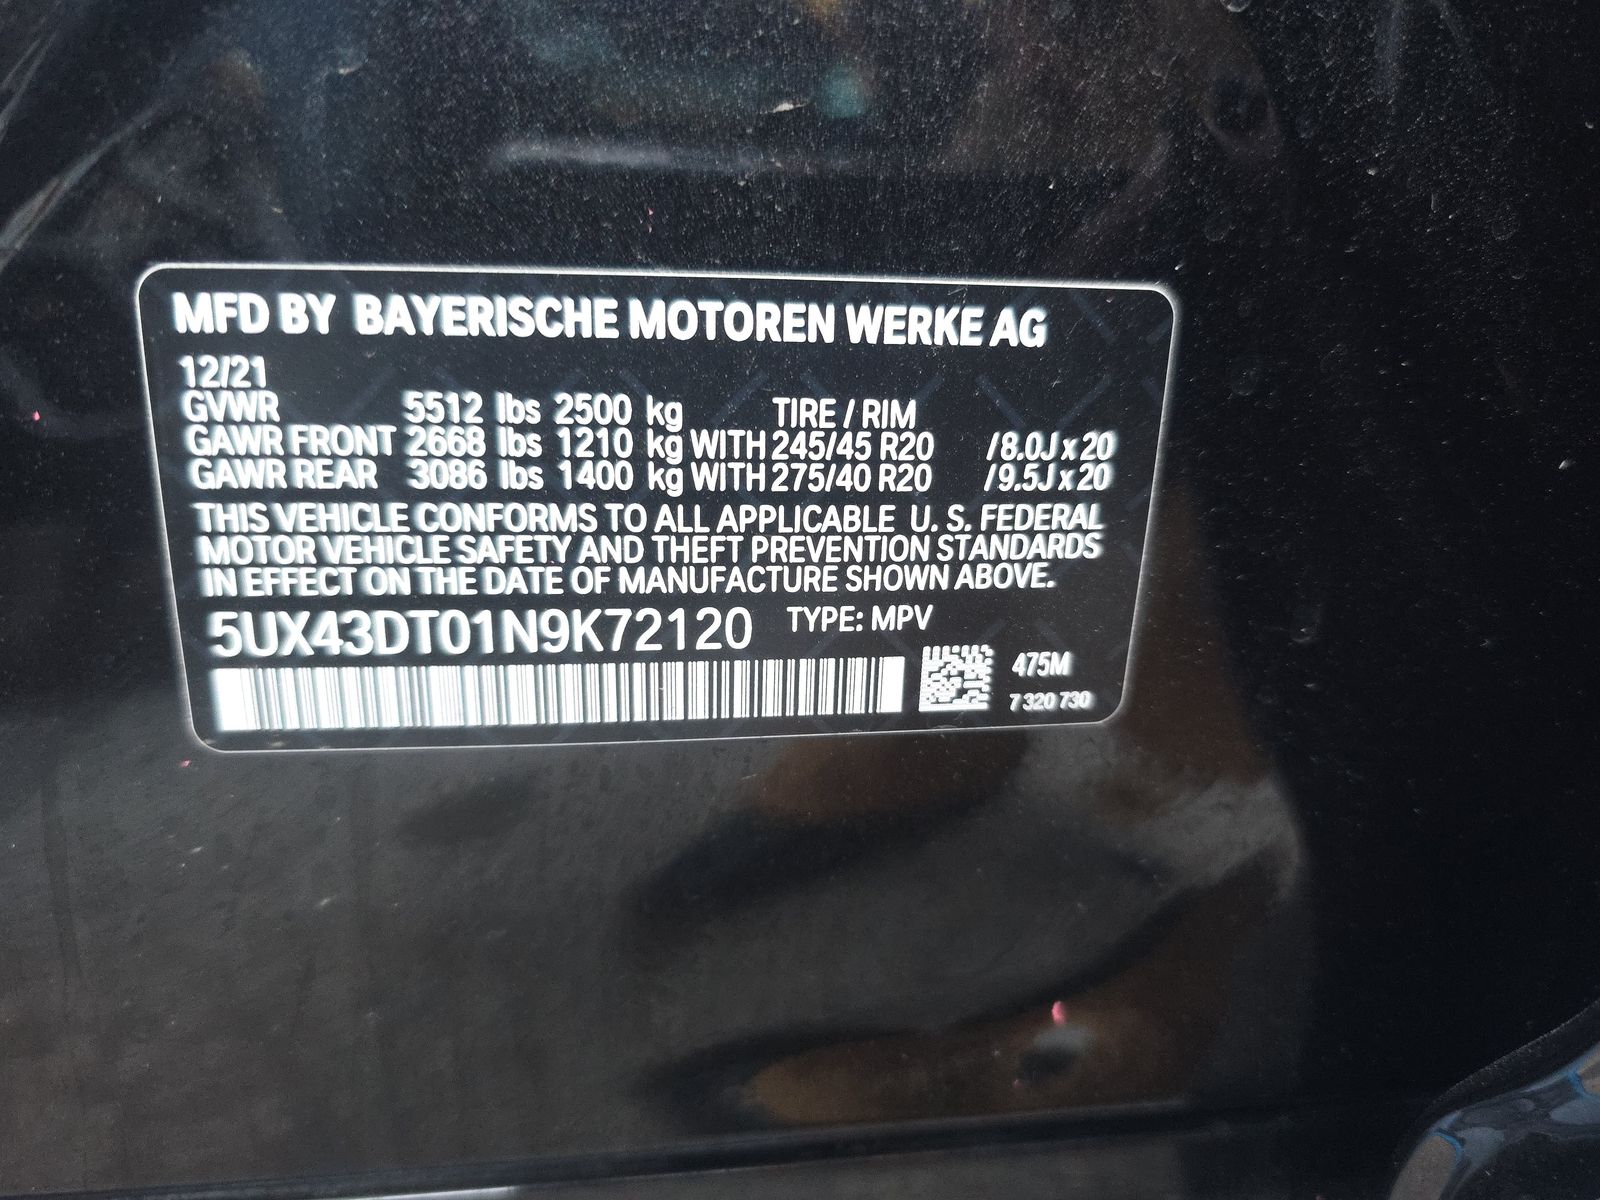 MFD BY BAYERISCHE MOTOREN WERKE AG
12/21
GVWR 5512 lbs 2500 kg TIRE / RIM
GAWR FRONT 2668 lbs 1210 kg WITH 245/45 R20 /8.0J x 20
GAWR REAR 3086 lbs 1400 kg WITH 275/40 R20 /9.5J x 20
THIS VEHICLE CONFORMS TO ALL APPLICABLE U. S. FEDERAL
MOTOR VEHICLE SAFETY AND THEFT PREVENTION STANDARDS
IN EFFECT ON THE DATE OF MANUFACTURE SHOWN ABOVE.
5UX43DT01N9K72120 TYPE: MPV
475M
7 320 730